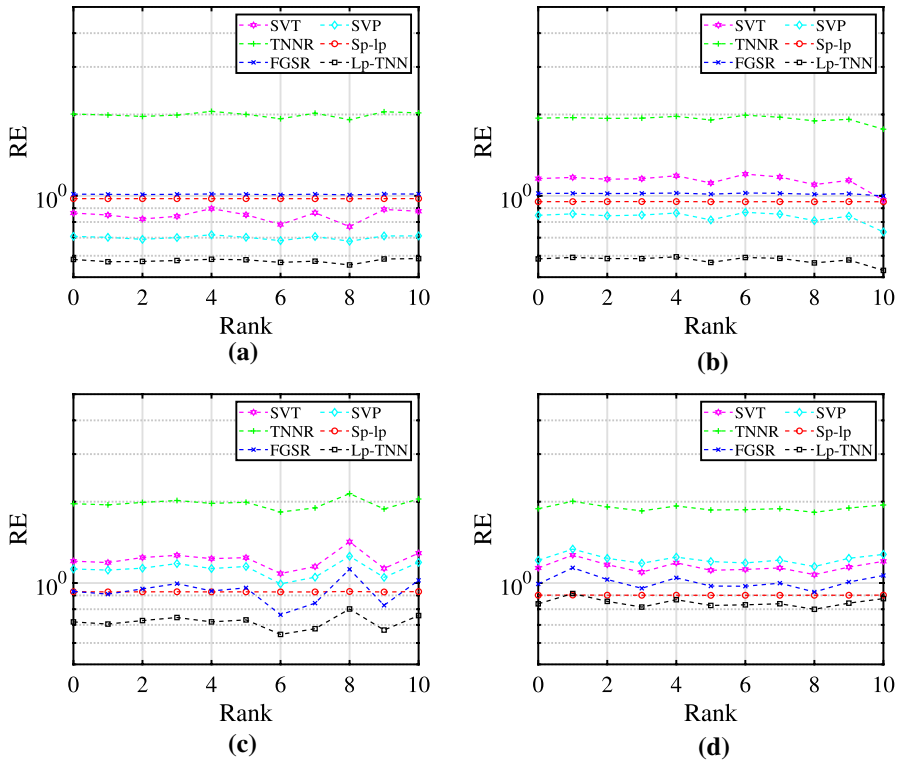 SVT SVP
TNNR Sp-lp
FGSR Lp-TNN
RE
10^0
0 2 4 6 8 10
Rank
(a)
SVT SVP
TNNR Sp-lp
FGSR Lp-TNN
RE
10^0
0 2 4 6 8 10
Rank
(b)
SVT SVP
TNNR Sp-lp
FGSR Lp-TNN
RE
10^0
0 2 4 6 8 10
Rank
(c)
SVT SVP
TNNR Sp-lp
FGSR Lp-TNN
RE
10^0
0 2 4 6 8 10
Rank
(d)